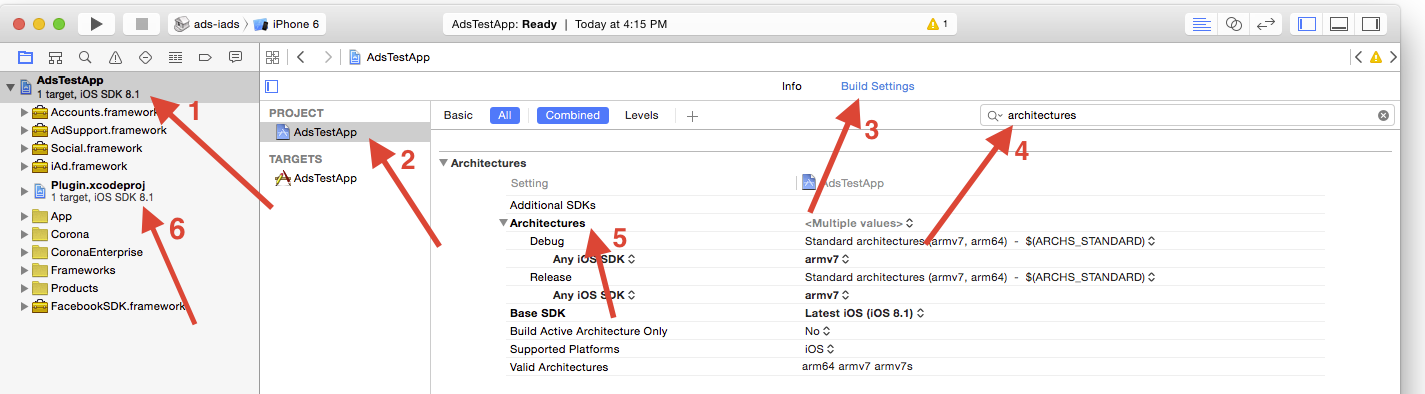 ads-iads
iPhone 6
AdsTestApp: Ready | Today at 4:15 PM
1
AdsTestApp
AdsTestApp
1 target, iOS SDK 8.1
Accounts.framework
AdSupport.framework
Social.framework
iAd.framework
Plugin.xcodeproj
1 target, iOS SDK 8.1
App
Corona
CoronaEnterprise
Frameworks
Products
FacebookSDK.framework
1
6
PROJECT
AdsTestApp
TARGETS
AdsTestApp
2
Info
Build Settings
3
Basic
All
Combined
Levels
architectures
4
Architectures
Setting
AdsTestApp
Additional SDKs
Architectures
<Multiple values>
5
Debug
Standard architectures (armv7, arm64) - $(ARCHS_STANDARD)
Any iOS SDK
armv7
Release
Standard architectures (armv7, arm64) - $(ARCHS_STANDARD)
Any iOS SDK
armv7
Base SDK
Latest iOS (iOS 8.1)
Build Active Architecture Only
No
Supported Platforms
iOS
Valid Architectures
arm64 armv7 armv7s